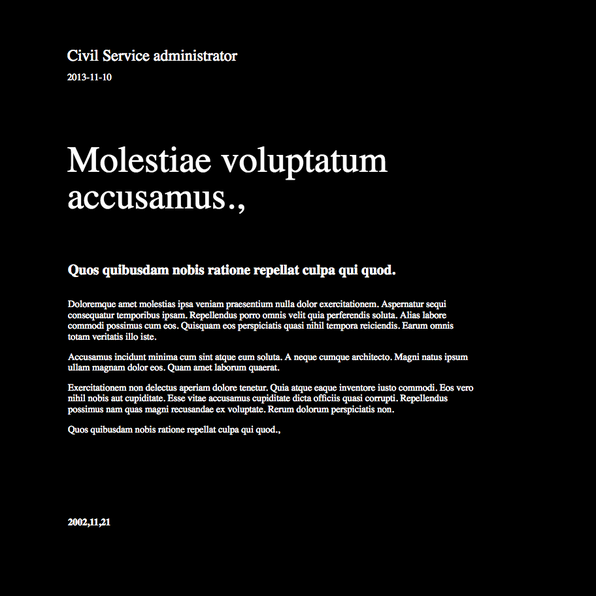 Civil Service administrator
2013-11-10
Molestiae voluptatum
accusamus.,
Quos quibusdam nobis ratione repellat culpa qui quod.
Doloremque amet molestias ipsa veniam praesentium nulla dolor exercitationem. Aspernatur sequi
consequatur temporibus ipsam. Repellendus porro omnis velit quia perferendis soluta. Alias labore
commodi possimus cum eos. Quisquam eos perspiciatis quasi nihil tempora reiciendis. Earum omnis
totam veritatis illo iste.
Accusamus incidunt minima cum sint atque eum soluta. A neque cumque architecto. Magni natus ipsum
ullam magnam dolor eos. Quam amet laborum quaerat.
Exercitationem non delectus aperiam dolore tenetur. Quia atque eaque inventore iusto commodi. Eos vero
nihil nobis aut cupiditate. Esse vitae accusamus cupiditate dicta officiis quasi corrupti. Repellendus
possimus nam quas magni recusandae ex voluptate. Rerum dolorum perspiciatis non.
Quos quibusdam nobis ratione repellat culpa qui quod.,
2002,11,21